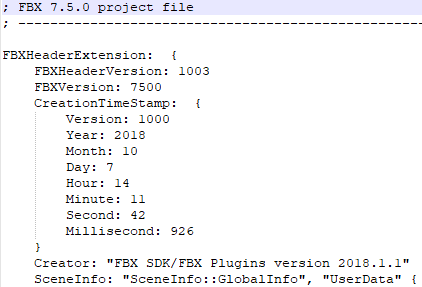 ; FBX 7.5.0 project file
; ----------------------------------------------------
FBXHeaderExtension:  {
    FBXHeaderVersion: 1003
    FBXVersion: 7500
    CreationTimeStamp:  {
        Version: 1000
        Year: 2018
        Month: 10
        Day: 7
        Hour: 14
        Minute: 11
        Second: 42
        Millisecond: 926
    }
    Creator: "FBX SDK/FBX Plugins version 2018.1.1"
    SceneInfo: "SceneInfo::GlobalInfo", "UserData" {